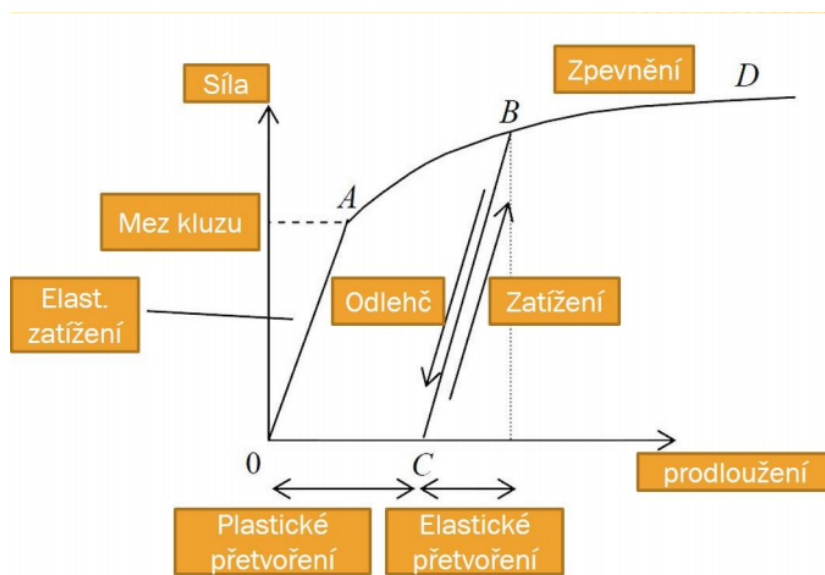 Zpevnění
D
Síla
B
A
Mez kluzu
Elast.
zatížení
Odlehč
Zatížení
0
C
prodloužení
Plastické
přetvoření
Elastické
přetvoření